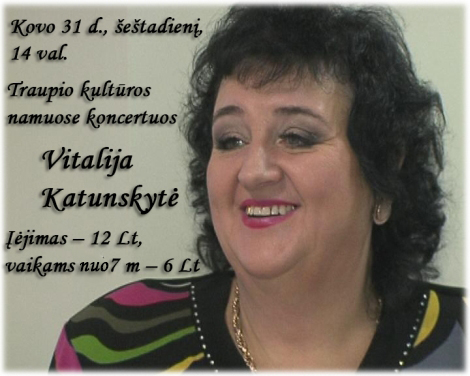 Kovo 31 d., šeštadienį,
14 val.
Traupio kultūros
namuose koncertuos
Vitalija
Katunskytė
Įėjimas – 12 Lt,
vaikams nuo7 m – 6 Lt